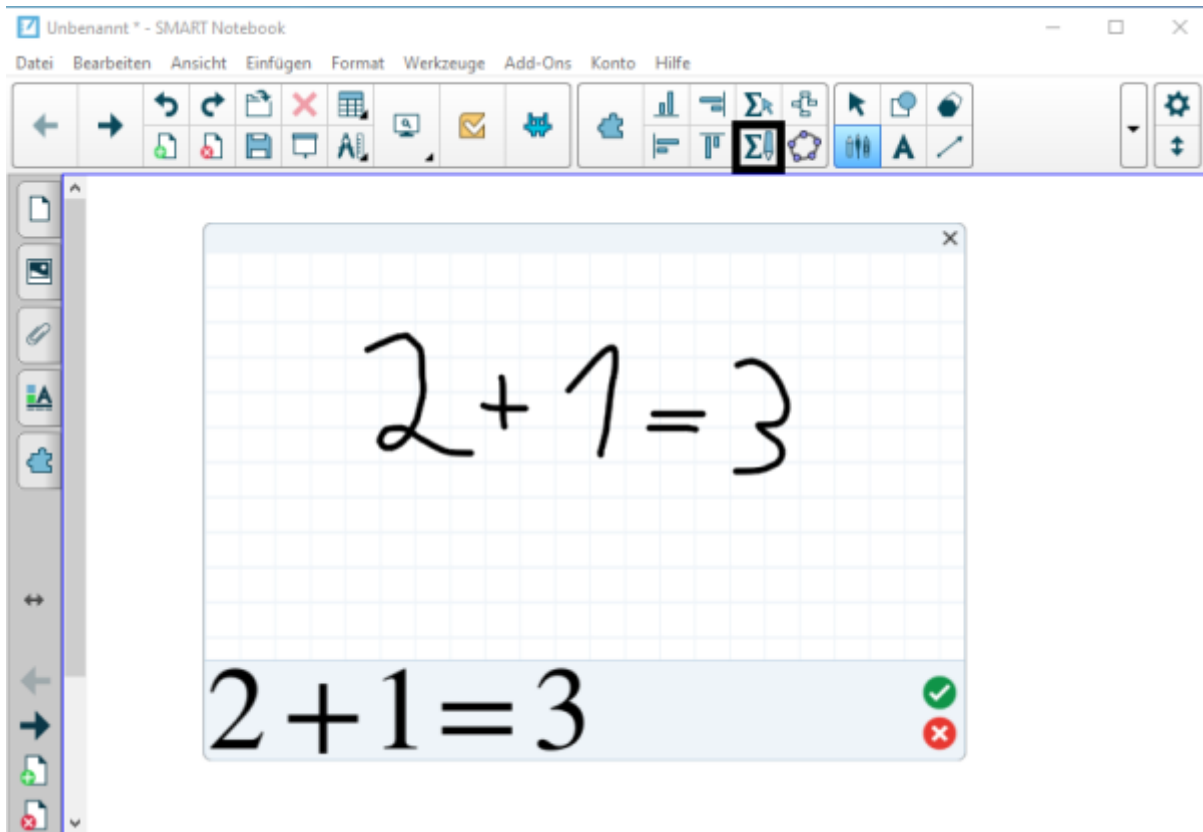 Unbenannt * - SMART Notebook
Datei Bearbeiten Ansicht Einfügen Format Werkzeuge Add-Ons Konto Hilfe
2+1=3
2+1=3